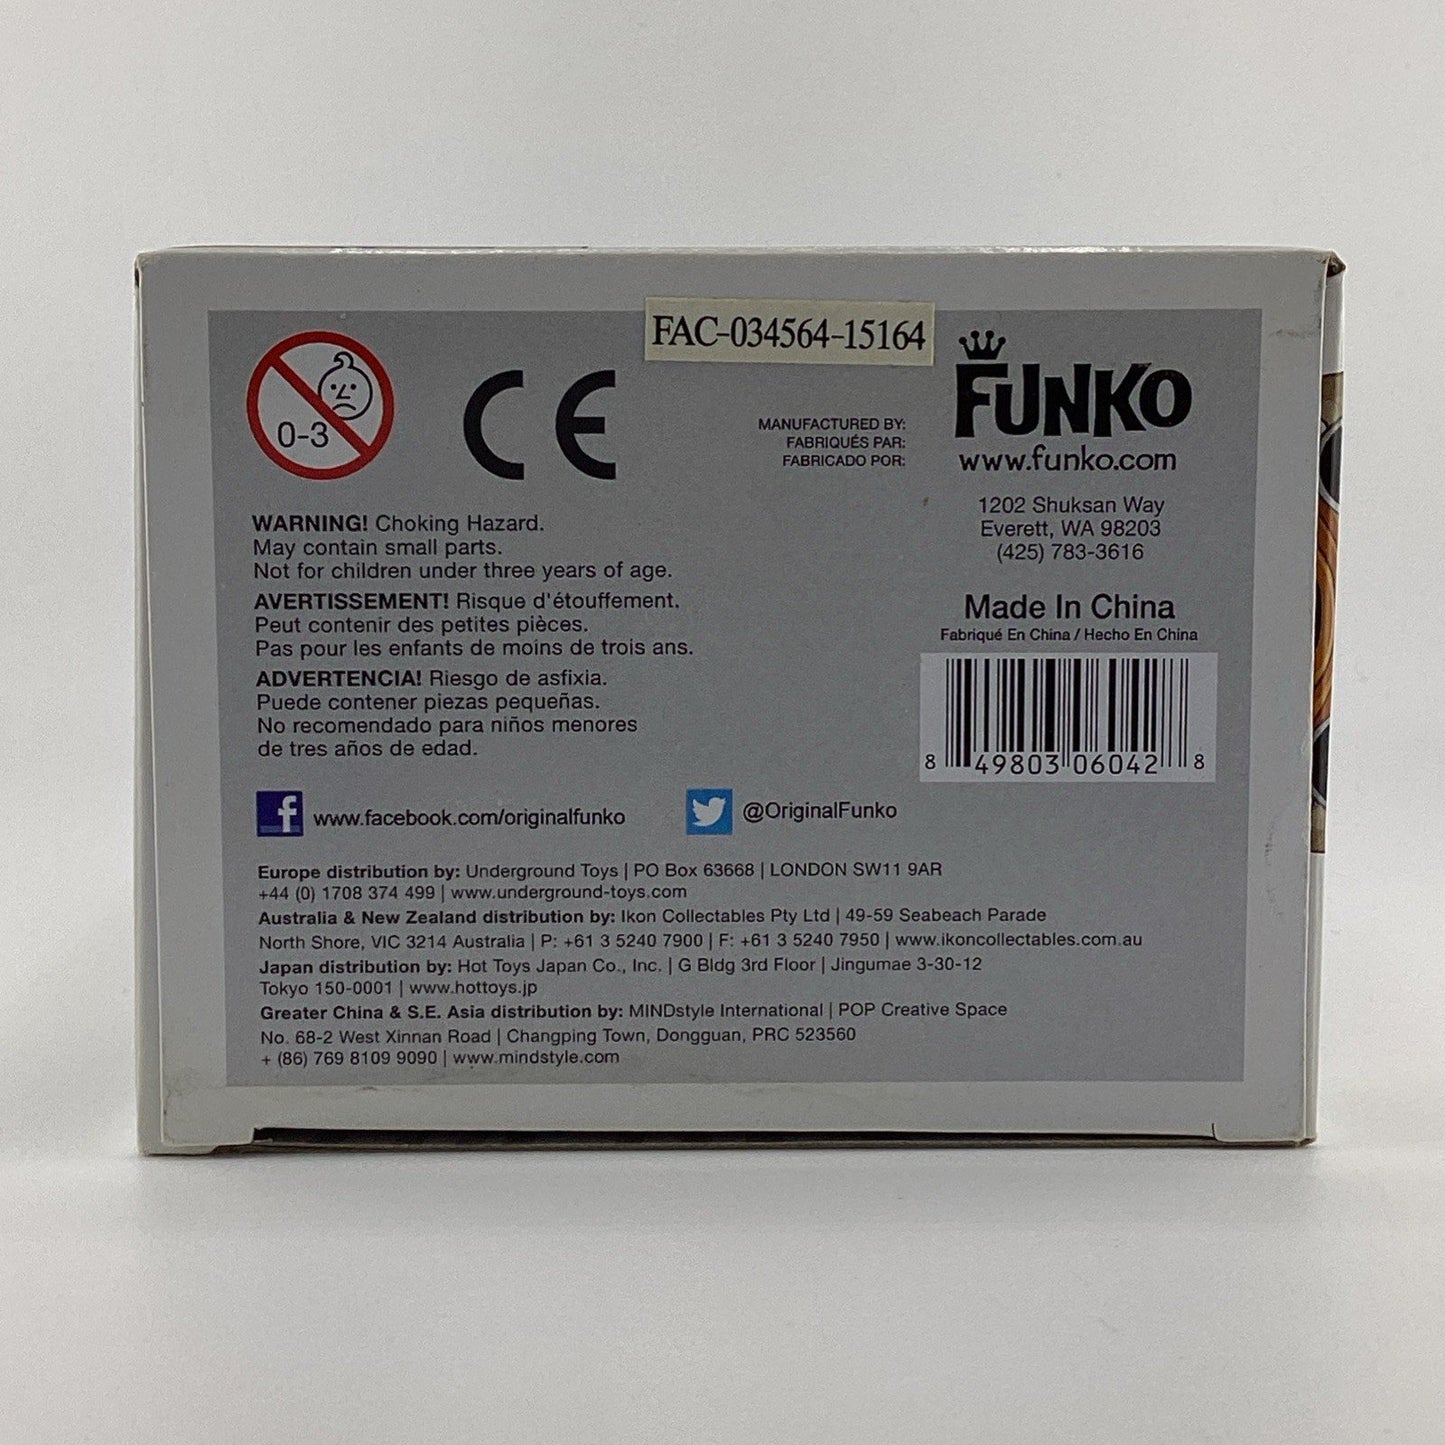 FAC-034564-15164
0-3
CE
MANUFACTURED BY:
FABRIQUÉS PAR:
FABRICADO POR:
FUNKO
www.funko.com
1202 Shuksan Way
Everett, WA 98203
(425) 783-3616
WARNING! Choking Hazard.
May contain small parts.
Not for children under three years of age.
AVERTISSEMENT! Risque d'étouffement.
Peut contenir des petites pièces.
Pas pour les enfants de moins de trois ans.
ADVERTENCIA! Riesgo de asfixia.
Puede contener piezas pequeñas.
No recomendado para niños menores
de tres años de edad.
Made In China
Fabriqué En China / Hecho En China
8 49803 06042 8
f www.facebook.com/originalfunko
@OriginalFunko
Europe distribution by: Underground Toys | PO Box 63668 | LONDON SW11 9AR
+44 (0) 1708 374 499 | www.underground-toys.com
Australia & New Zealand distribution by: Ikon Collectables Pty Ltd | 49-59 Seabeach Parade
North Shore, VIC 3214 Australia | P: +61 3 5240 7900 | F: +61 3 5240 7950 | www.ikoncollectables.com.au
Japan distribution by: Hot Toys Japan Co., Inc. | G Bldg 3rd Floor | Jingumae 3-30-12
Tokyo 150-0001 | www.hottoys.jp
Greater China & S.E. Asia distribution by: MINDstyle International | POP Creative Space
No. 68-2 West Xinnan Road | Changping Town, Dongguan, PRC 523560
+ (86) 769 8109 9090 | www.mindstyle.com